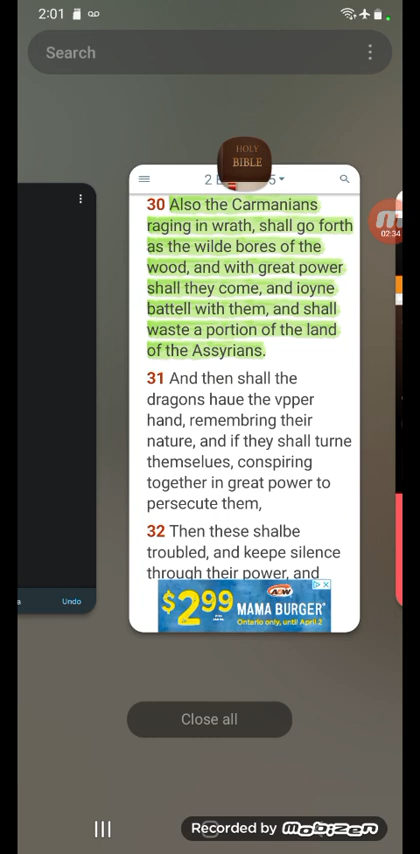 2:01
Search
HOLY
BIBLE
2 E 5
30 Also the Carmanians
raging in wrath, shall go forth
as the wilde bores of the
wood, and with great power
shall they come, and ioyne
battell with them, and shall
waste a portion of the land
of the Assyrians.
31 And then shall the
dragons haue the vpper
hand, remembring their
nature, and if they shall turne
themselues, conspiring
together in great power to
persecute them,
32 Then these shalbe
troubled, and keepe silence
through their power, and
02:34
a Undo
$2.99 A&W MAMA BURGER
Ontario only, until April 2
Close all
Recorded by mobizen